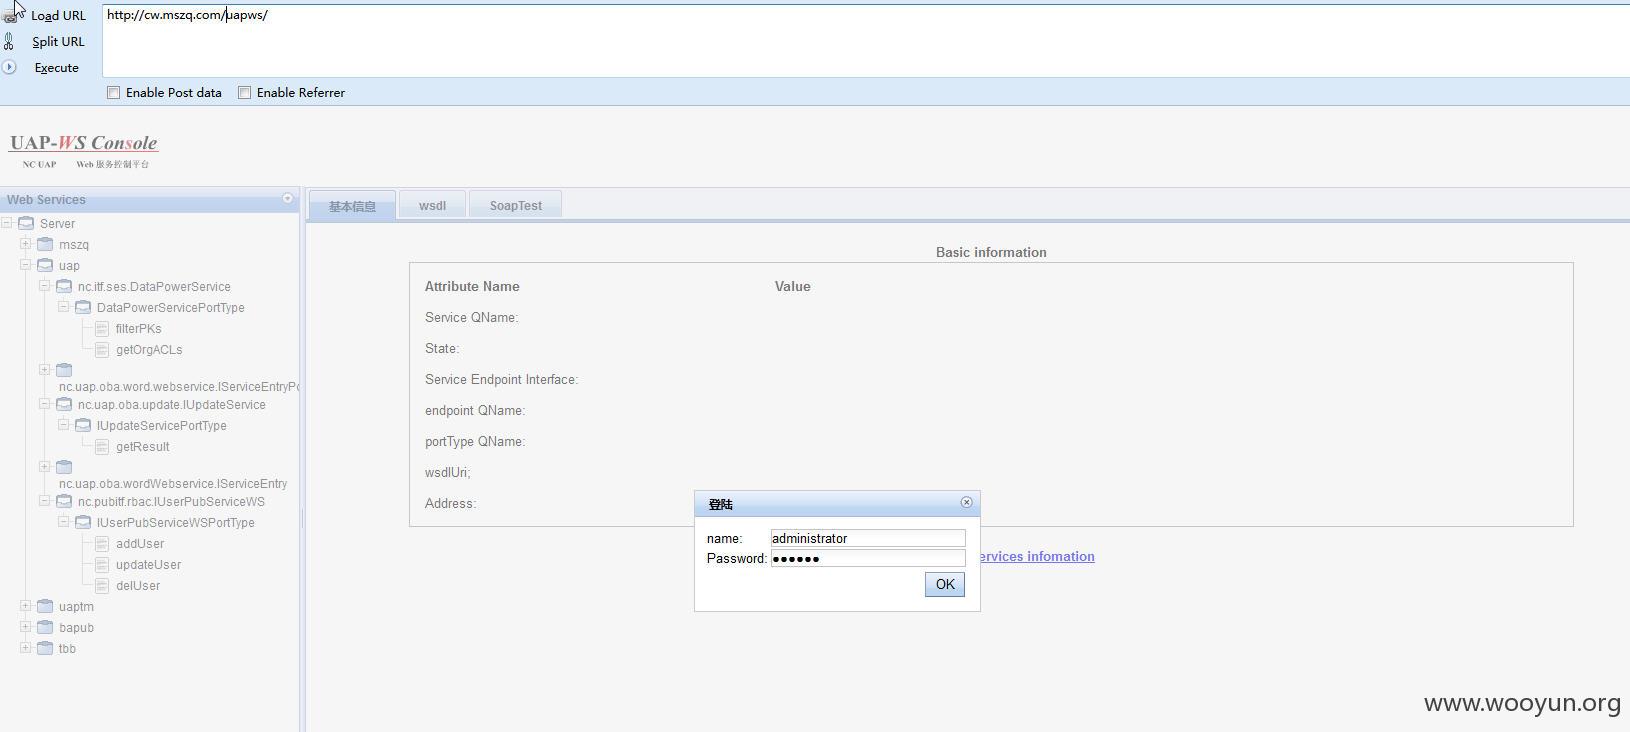 Load URL
http://cw.mszq.com/uapws/
Split URL
Execute
Enable Post data
Enable Referrer
UAP-WS Console
NC UAP Web 服务控制平台
Web Services
Server
mszq
uap
nc.itf.ses.DataPowerService
DataPowerServicePortType
filterPKs
getOrgACLs
nc.uap.oba.word.webservice.IServiceEntryPo
nc.uap.oba.update.IUpdateService
IUpdateServicePortType
getResult
nc.uap.oba.wordWebservice.IServiceEntry
nc.pubitf.rbac.IUserPubServiceWS
IUserPubServiceWSPortType
addUser
updateUser
delUser
uaptm
bapub
tbb
基本信息
wsdl
SoapTest
Basic information
Attribute Name Value
Service QName:
State:
Service Endpoint Interface:
endpoint QName:
portType QName:
wsdlUri;
Address:
ervices infomation
登陆
name: administrator
Password: ●●●●●●
OK
www.wooyun.org